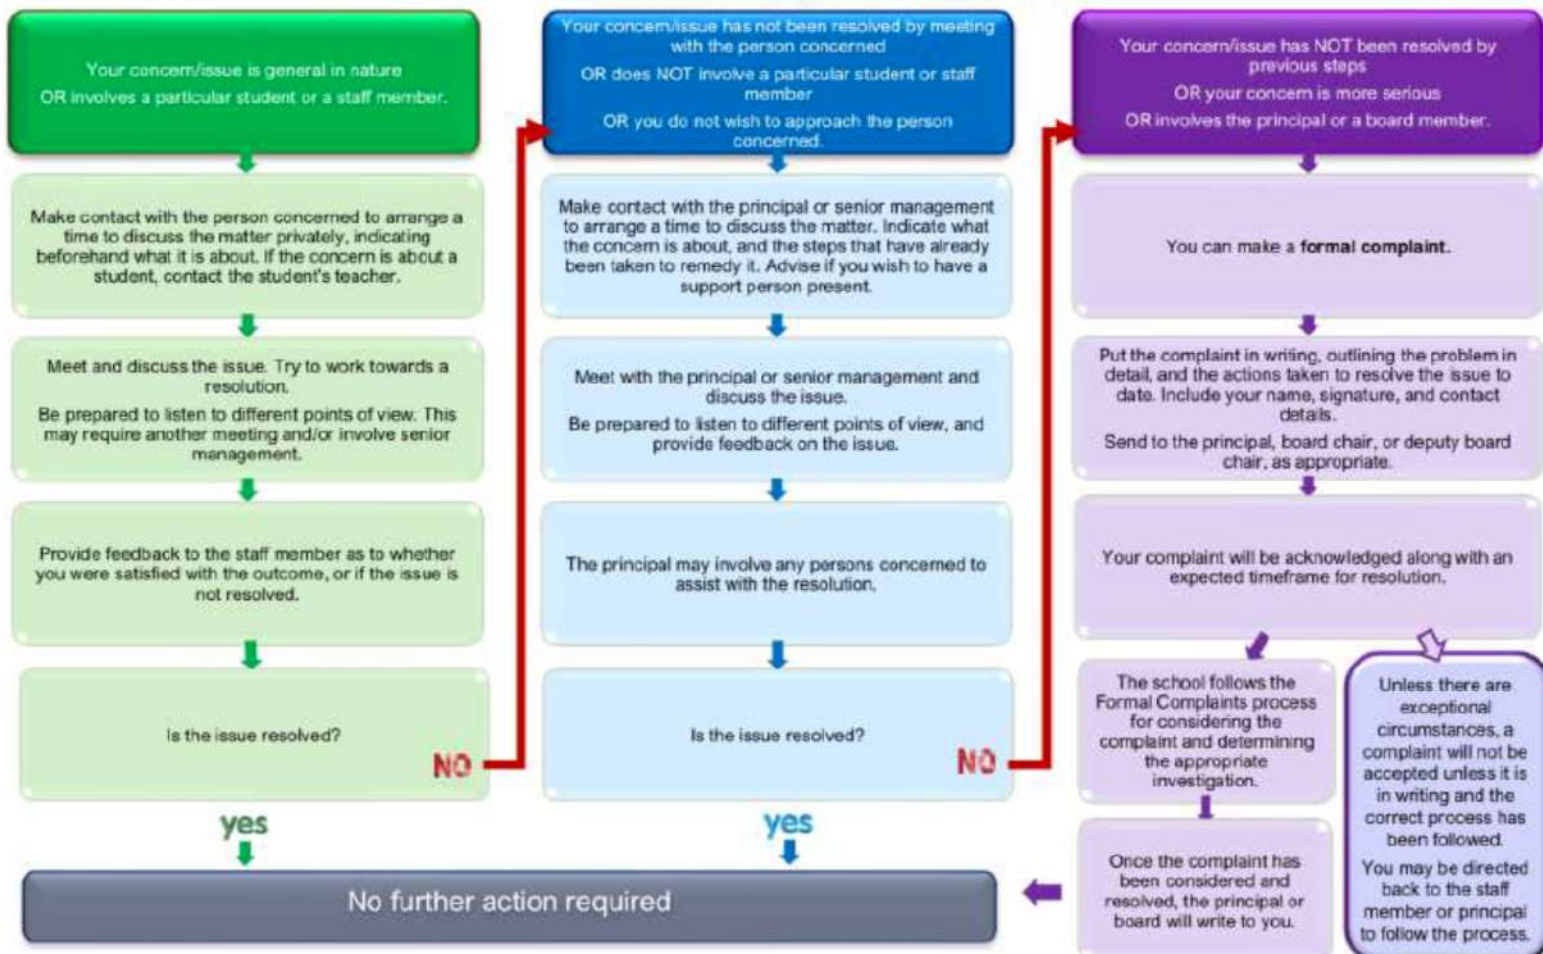 Your concern/issue is general in nature
OR involves a particular student or a staff member.
Make contact with the person concerned to arrange a
time to discuss the matter privately, indicating
beforehand what it is about. If the concern is about a
student, contact the student's teacher.
Meet and discuss the issue. Try to work towards a
resolution.
Be prepared to listen to different points of view. This
may require another meeting and/or involve senior
management.
Provide feedback to the staff member as to whether
you were satisfied with the outcome, or if the issue is
not resolved.
Is the issue resolved?
NO
yes
Your concern/issue has not been resolved by meeting
with the person concerned
OR does NOT involve a particular student or staff
member
OR you do not wish to approach the person
concerned.
Make contact with the principal or senior management
to arrange a time to discuss the matter. Indicate what
the concern is about, and the steps that have already
been taken to remedy it. Advise if you wish to have a
support person present.
Meet with the principal or senior management and
discuss the issue.
Be prepared to listen to different points of view, and
provide feedback on the issue.
The principal may involve any persons concerned to
assist with the resolution.
Is the issue resolved?
NO
yes
Your concern/issue has NOT been resolved by
previous steps
OR your concern is more serious
OR involves the principal or a board member.
You can make a formal complaint.
Put the complaint in writing, outlining the problem in
detail, and the actions taken to resolve the issue to
date. Include your name, signature, and contact
details.
Send to the principal, board chair, or deputy board
chair, as appropriate.
Your complaint will be acknowledged along with an
expected timeframe for resolution.
The school follows the
Formal Complaints process
for considering the
complaint and determining
the appropriate
investigation.
Once the complaint has
been considered and
resolved, the principal or
board will write to you.
Unless there are
exceptional
circumstances, a
complaint will not be
accepted unless it is
in writing and the
correct process has
been followed.
You may be directed
back to the staff
member or principal
to follow the process.
No further action required